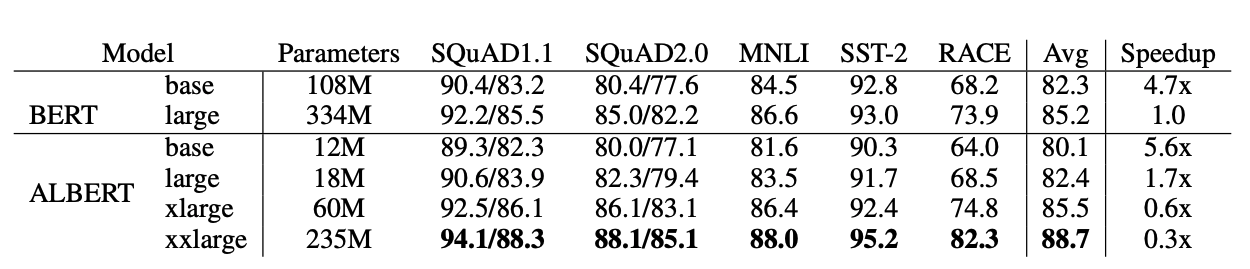 Model Parameters SQuAD1.1 SQuAD2.0 MNLI SST-2 RACE Avg Speedup
base 108M 90.4/83.2 80.4/77.6 84.5 92.8 68.2 82.3 4.7x
BERT large 334M 92.2/85.5 85.0/82.2 86.6 93.0 73.9 85.2 1.0
base 12M 89.3/82.3 80.0/77.1 81.6 90.3 64.0 80.1 5.6x
large 18M 90.6/83.9 82.3/79.4 83.5 91.7 68.5 82.4 1.7x
ALBERT
xlarge 60M 92.5/86.1 86.1/83.1 86.4 92.4 74.8 85.5 0.6x
xxlarge 235M 94.1/88.3 88.1/85.1 88.0 95.2 82.3 88.7 0.3x